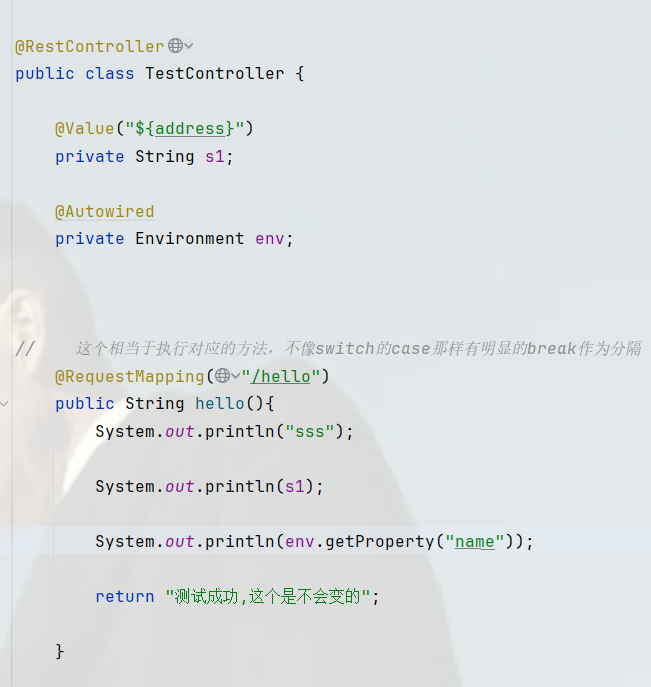 @RestController
public class TestController {
@Value("${address}")
private String s1;
@Autowired
private Environment env;
//    这个相当于执行对应的方法，不像switch的case那样有明显的break作为分隔
@RequestMapping("/hello")
public String hello(){
System.out.println("sss");
System.out.println(s1);
System.out.println(env.getProperty("name"));
return "测试成功,这个是不会变的";
}